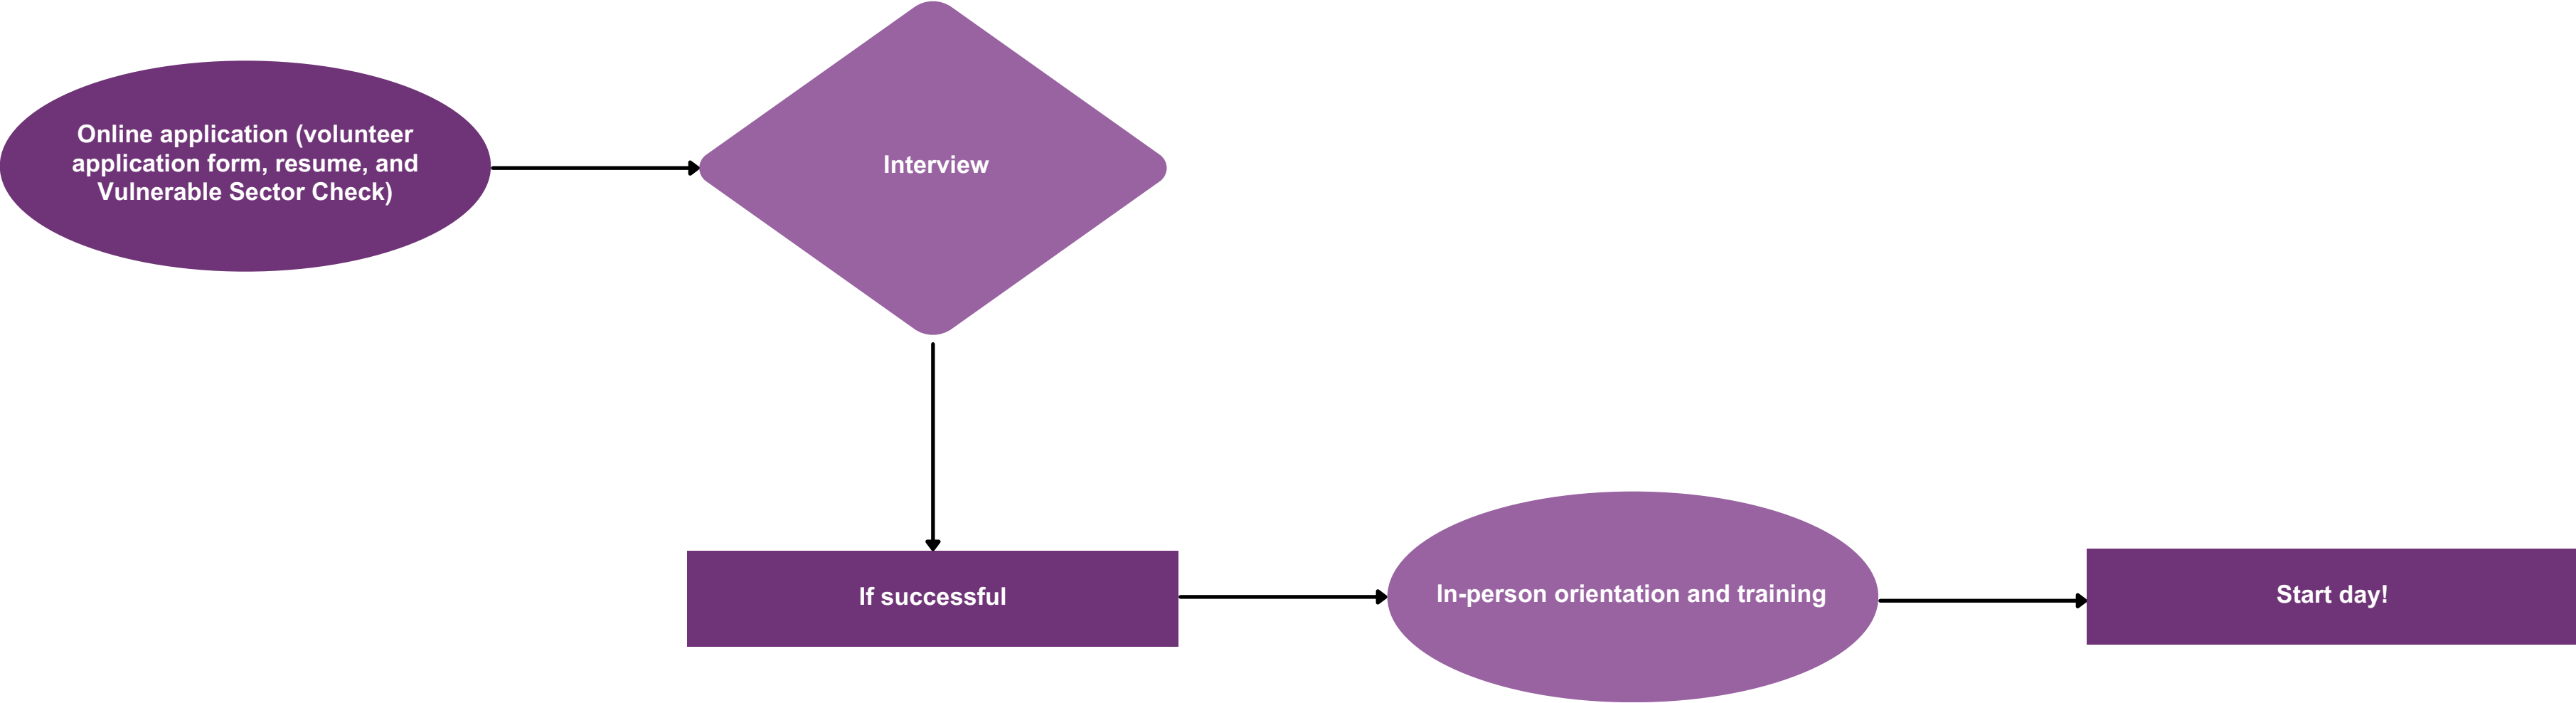 Online application (volunteer
application form, resume, and
Vulnerable Sector Check)
Interview
If successful
In-person orientation and training
Start day!